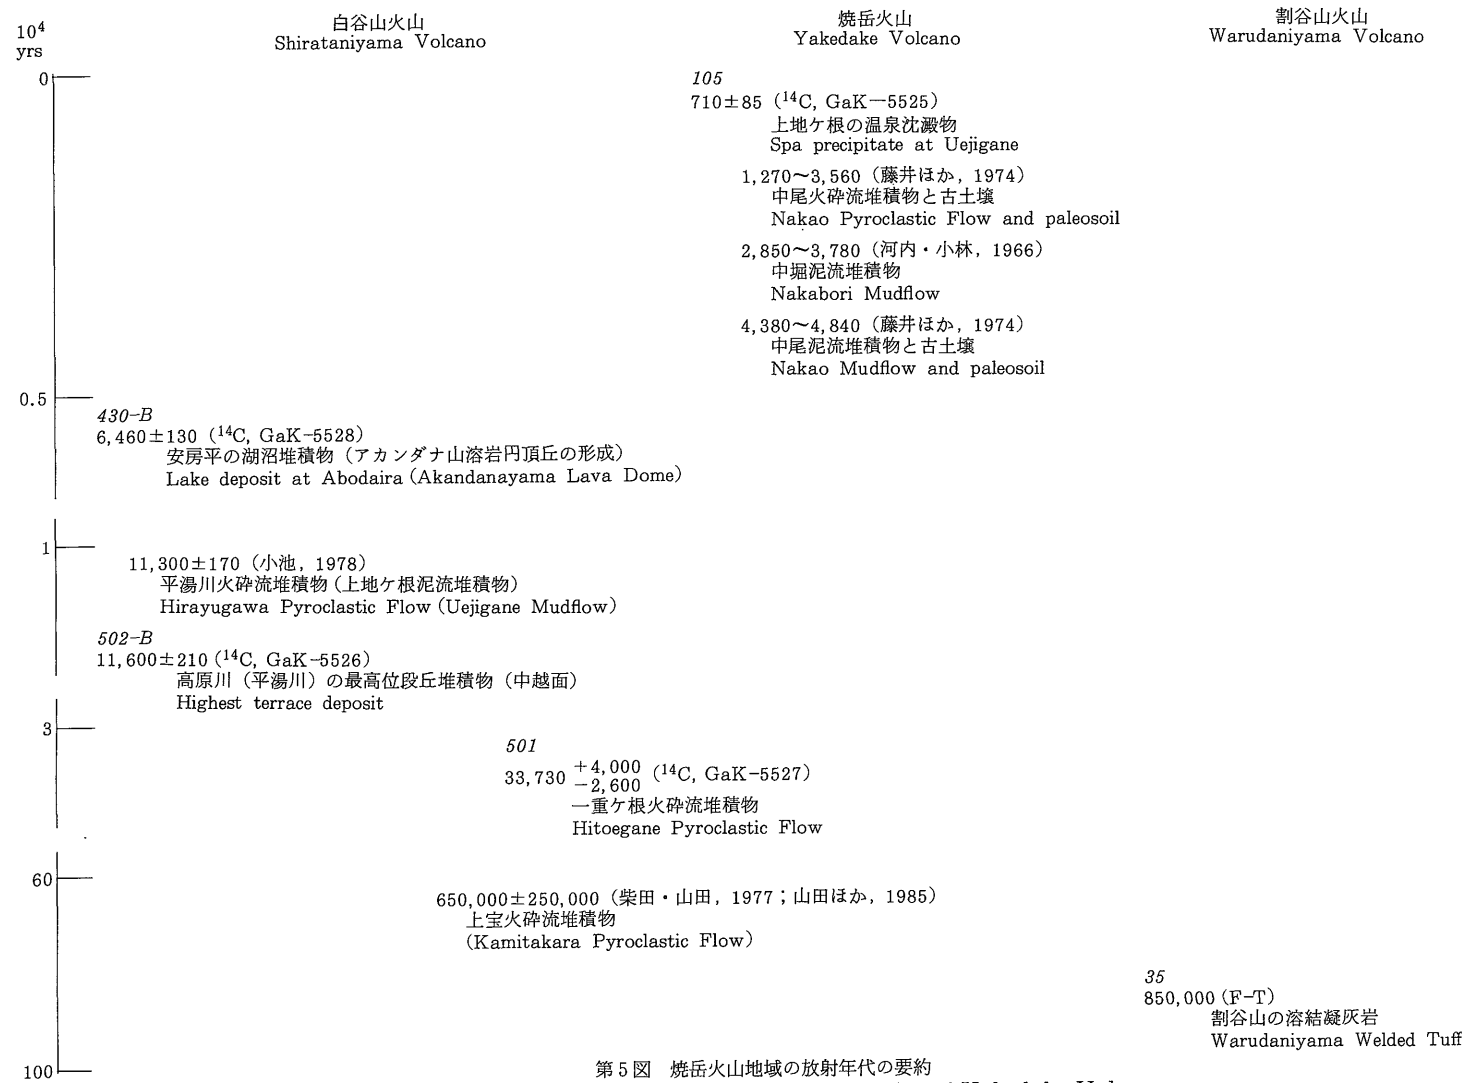 10⁴
yrs
白谷山火山
Shirataniyama Volcano
焼岳火山
Yakedake Volcano
割谷山火山
Warudaniyama Volcano
0
105
710±85 (¹⁴C, GaK—5525)
上地ケ根の温泉沈澱物
Spa precipitate at Uejigane
1,270〜3,560 (藤井ほか, 1974)
中尾火砕流堆積物と古土壌
Nakao Pyroclastic Flow and paleosoil
2,850〜3,780 (河内・小林, 1966)
中堀泥流堆積物
Nakabori Mudflow
4,380〜4,840 (藤井ほか, 1974)
中尾泥流堆積物と古土壌
Nakao Mudflow and paleosoil
0.5
430-B
6,460±130 (¹⁴C, GaK-5528)
安房平の湖沼堆積物 (アカンダナ山溶岩円頂丘の形成)
Lake deposit at Abodaira (Akandanayama Lava Dome)
1
11,300±170 (小池, 1978)
平湯川火砕流堆積物 (上地ケ根泥流堆積物)
Hirayugawa Pyroclastic Flow (Uejigane Mudflow)
502-B
11,600±210 (¹⁴C, GaK-5526)
高原川 (平湯川) の最高位段丘堆積物 (中越面)
Highest terrace deposit
3
501
33,730 +4,000 −2,600 (¹⁴C, GaK-5527)
一重ケ根火砕流堆積物
Hitoegane Pyroclastic Flow
60
650,000±250,000 (柴田・山田, 1977；山田ほか, 1985)
上宝火砕流堆積物
(Kamitakara Pyroclastic Flow)
35
850,000 (F-T)
割谷山の溶結凝灰岩
Warudaniyama Welded Tuff
100
第5図 焼岳火山地域の放射年代の要約